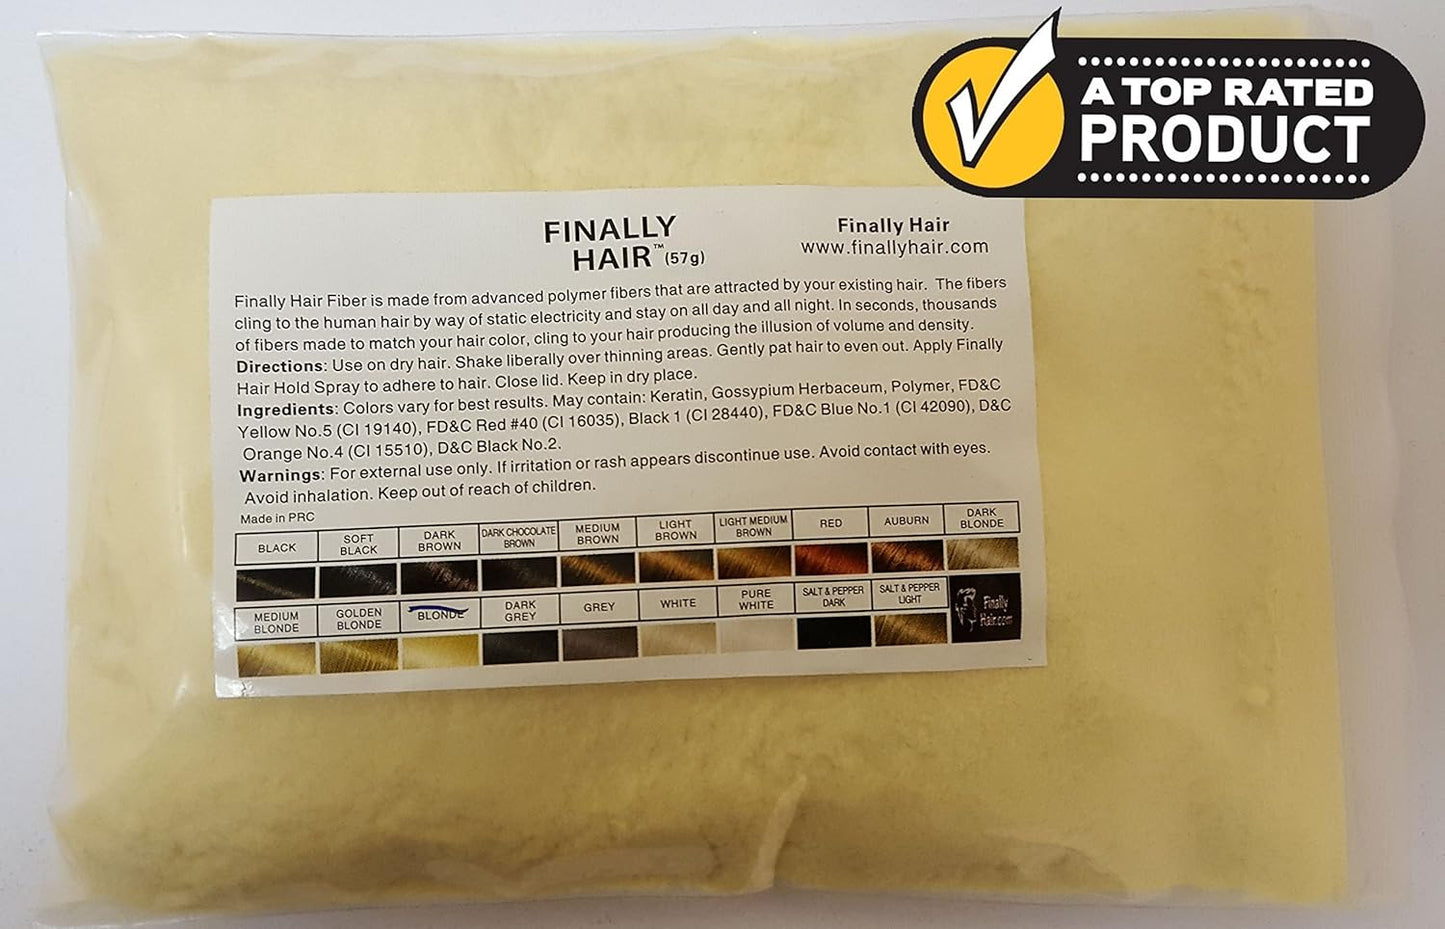 A TOP RATED
PRODUCT
FINALLY
HAIR™ (57g)
Finally Hair
www.finallyhair.com
Finally Hair Fiber is made from advanced polymer fibers that are attracted by your existing hair. The fibers
cling to the human hair by way of static electricity and stay on all day and all night. In seconds, thousands
of fibers made to match your hair color, cling to your hair producing the illusion of volume and density.
Directions: Use on dry hair. Shake liberally over thinning areas. Gently pat hair to even out. Apply Finally
Hair Hold Spray to adhere to hair. Close lid. Keep in dry place.
Ingredients: Colors vary for best results. May contain: Keratin, Gossypium Herbaceum, Polymer, FD&C
Yellow No.5 (CI 19140), FD&C Red #40 (CI 16035), Black 1 (CI 28440), FD&C Blue No.1 (CI 42090), D&C
Orange No.4 (CI 15510), D&C Black No.2.
Warnings: For external use only. If irritation or rash appears discontinue use. Avoid contact with eyes.
Avoid inhalation. Keep out of reach of children.
Made in PRC
BLACK
SOFT
BLACK
DARK
BROWN
DARK CHOCOLATE
BROWN
MEDIUM
BROWN
LIGHT
BROWN
LIGHT MEDIUM
BROWN
RED
AUBURN
DARK
BLONDE
MEDIUM
BLONDE
GOLDEN
BLONDE
BLONDE
DARK
GREY
GREY
WHITE
PURE
WHITE
SALT & PEPPER
DARK
SALT & PEPPER
LIGHT
Finally
Hair.com